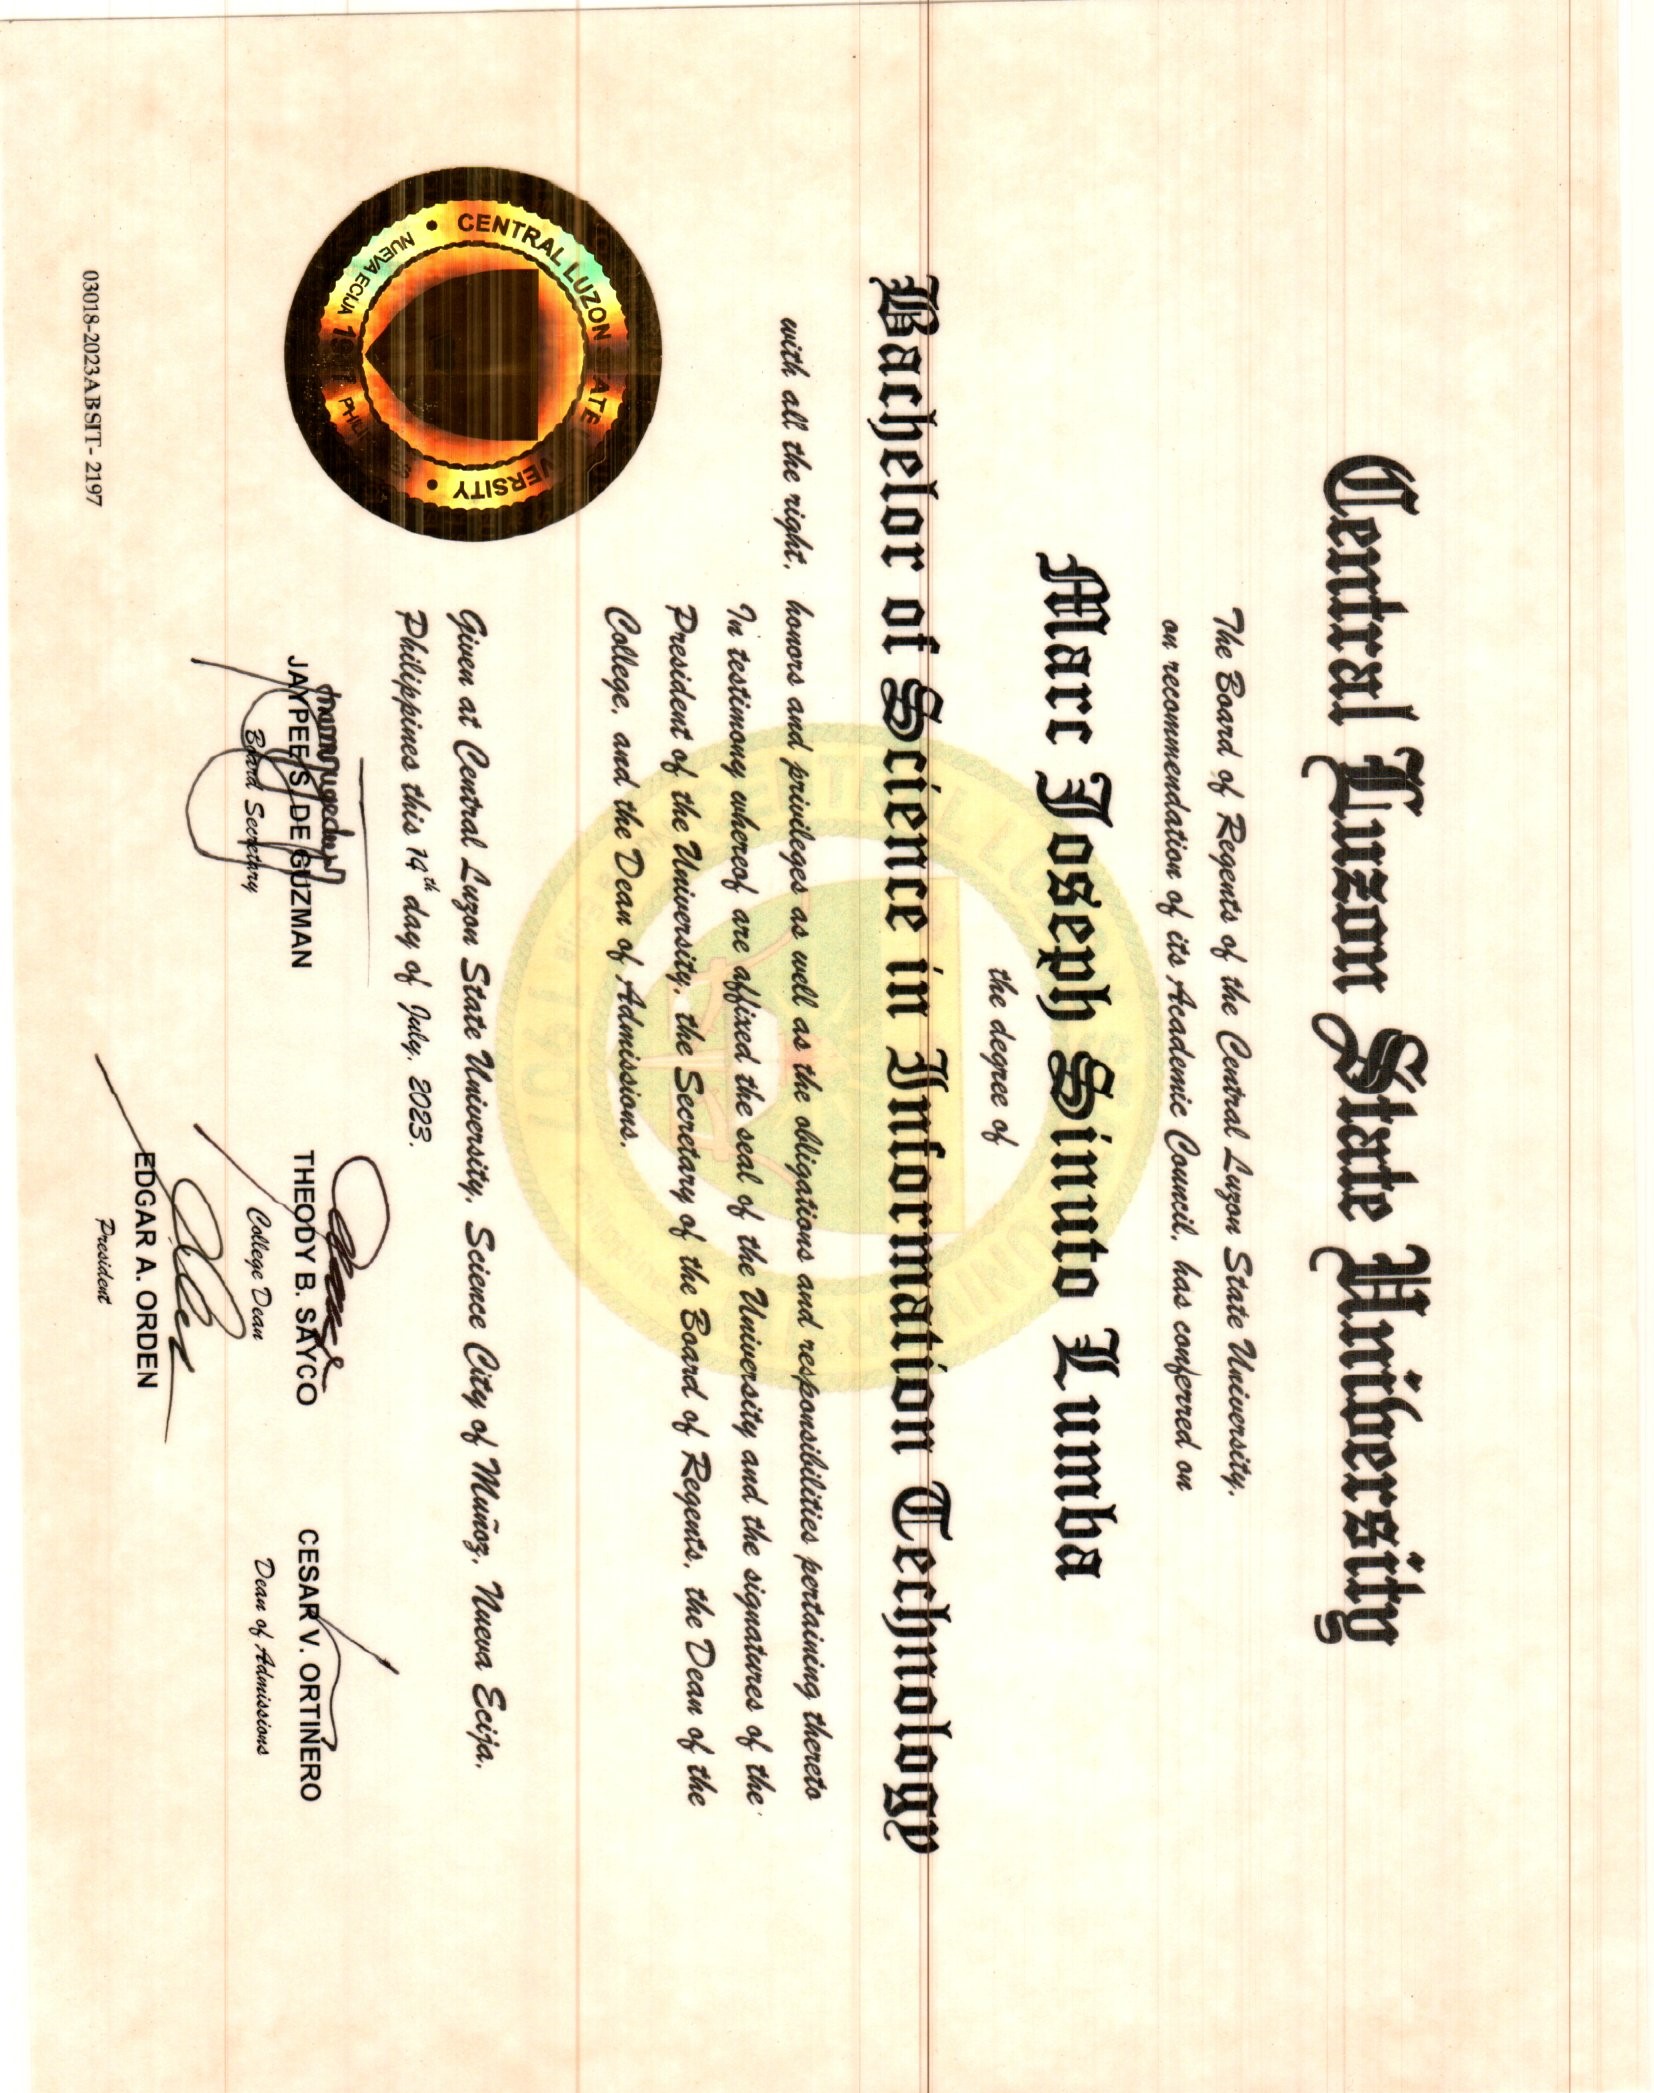 Central Luzon State University
The Board of Regents of the Central Luzon State University,
on recommendation of its Academic Council, has conferred on
Marc Joseph Sinuto Lumba
the degree of
Bachelor of Science in Information Technology
with all the right, honors and privileges as well as the obligations and responsibilities pertaining thereto
In testimony whereof are affixed the seal of the University and the signatures of the
President of the University, the Secretary of the Board of Regents, the Dean of the
College, and the Dean of Admissions.
Given at Central Luzon State University, Science City of Muñoz, Nueva Ecija,
Philippines this 14th day of July, 2023.
CENTRAL LUZON STATE UNIVERSITY
NUEVA ECIJA
JAYPEE S. DE GUZMAN
Board Secretary
THEODY B. SAYCO
College Dean
CESAR V. ORTIÑERO
Dean of Admissions
EDGAR A. ORDEN
President
03018-2023ABSIT- 2197